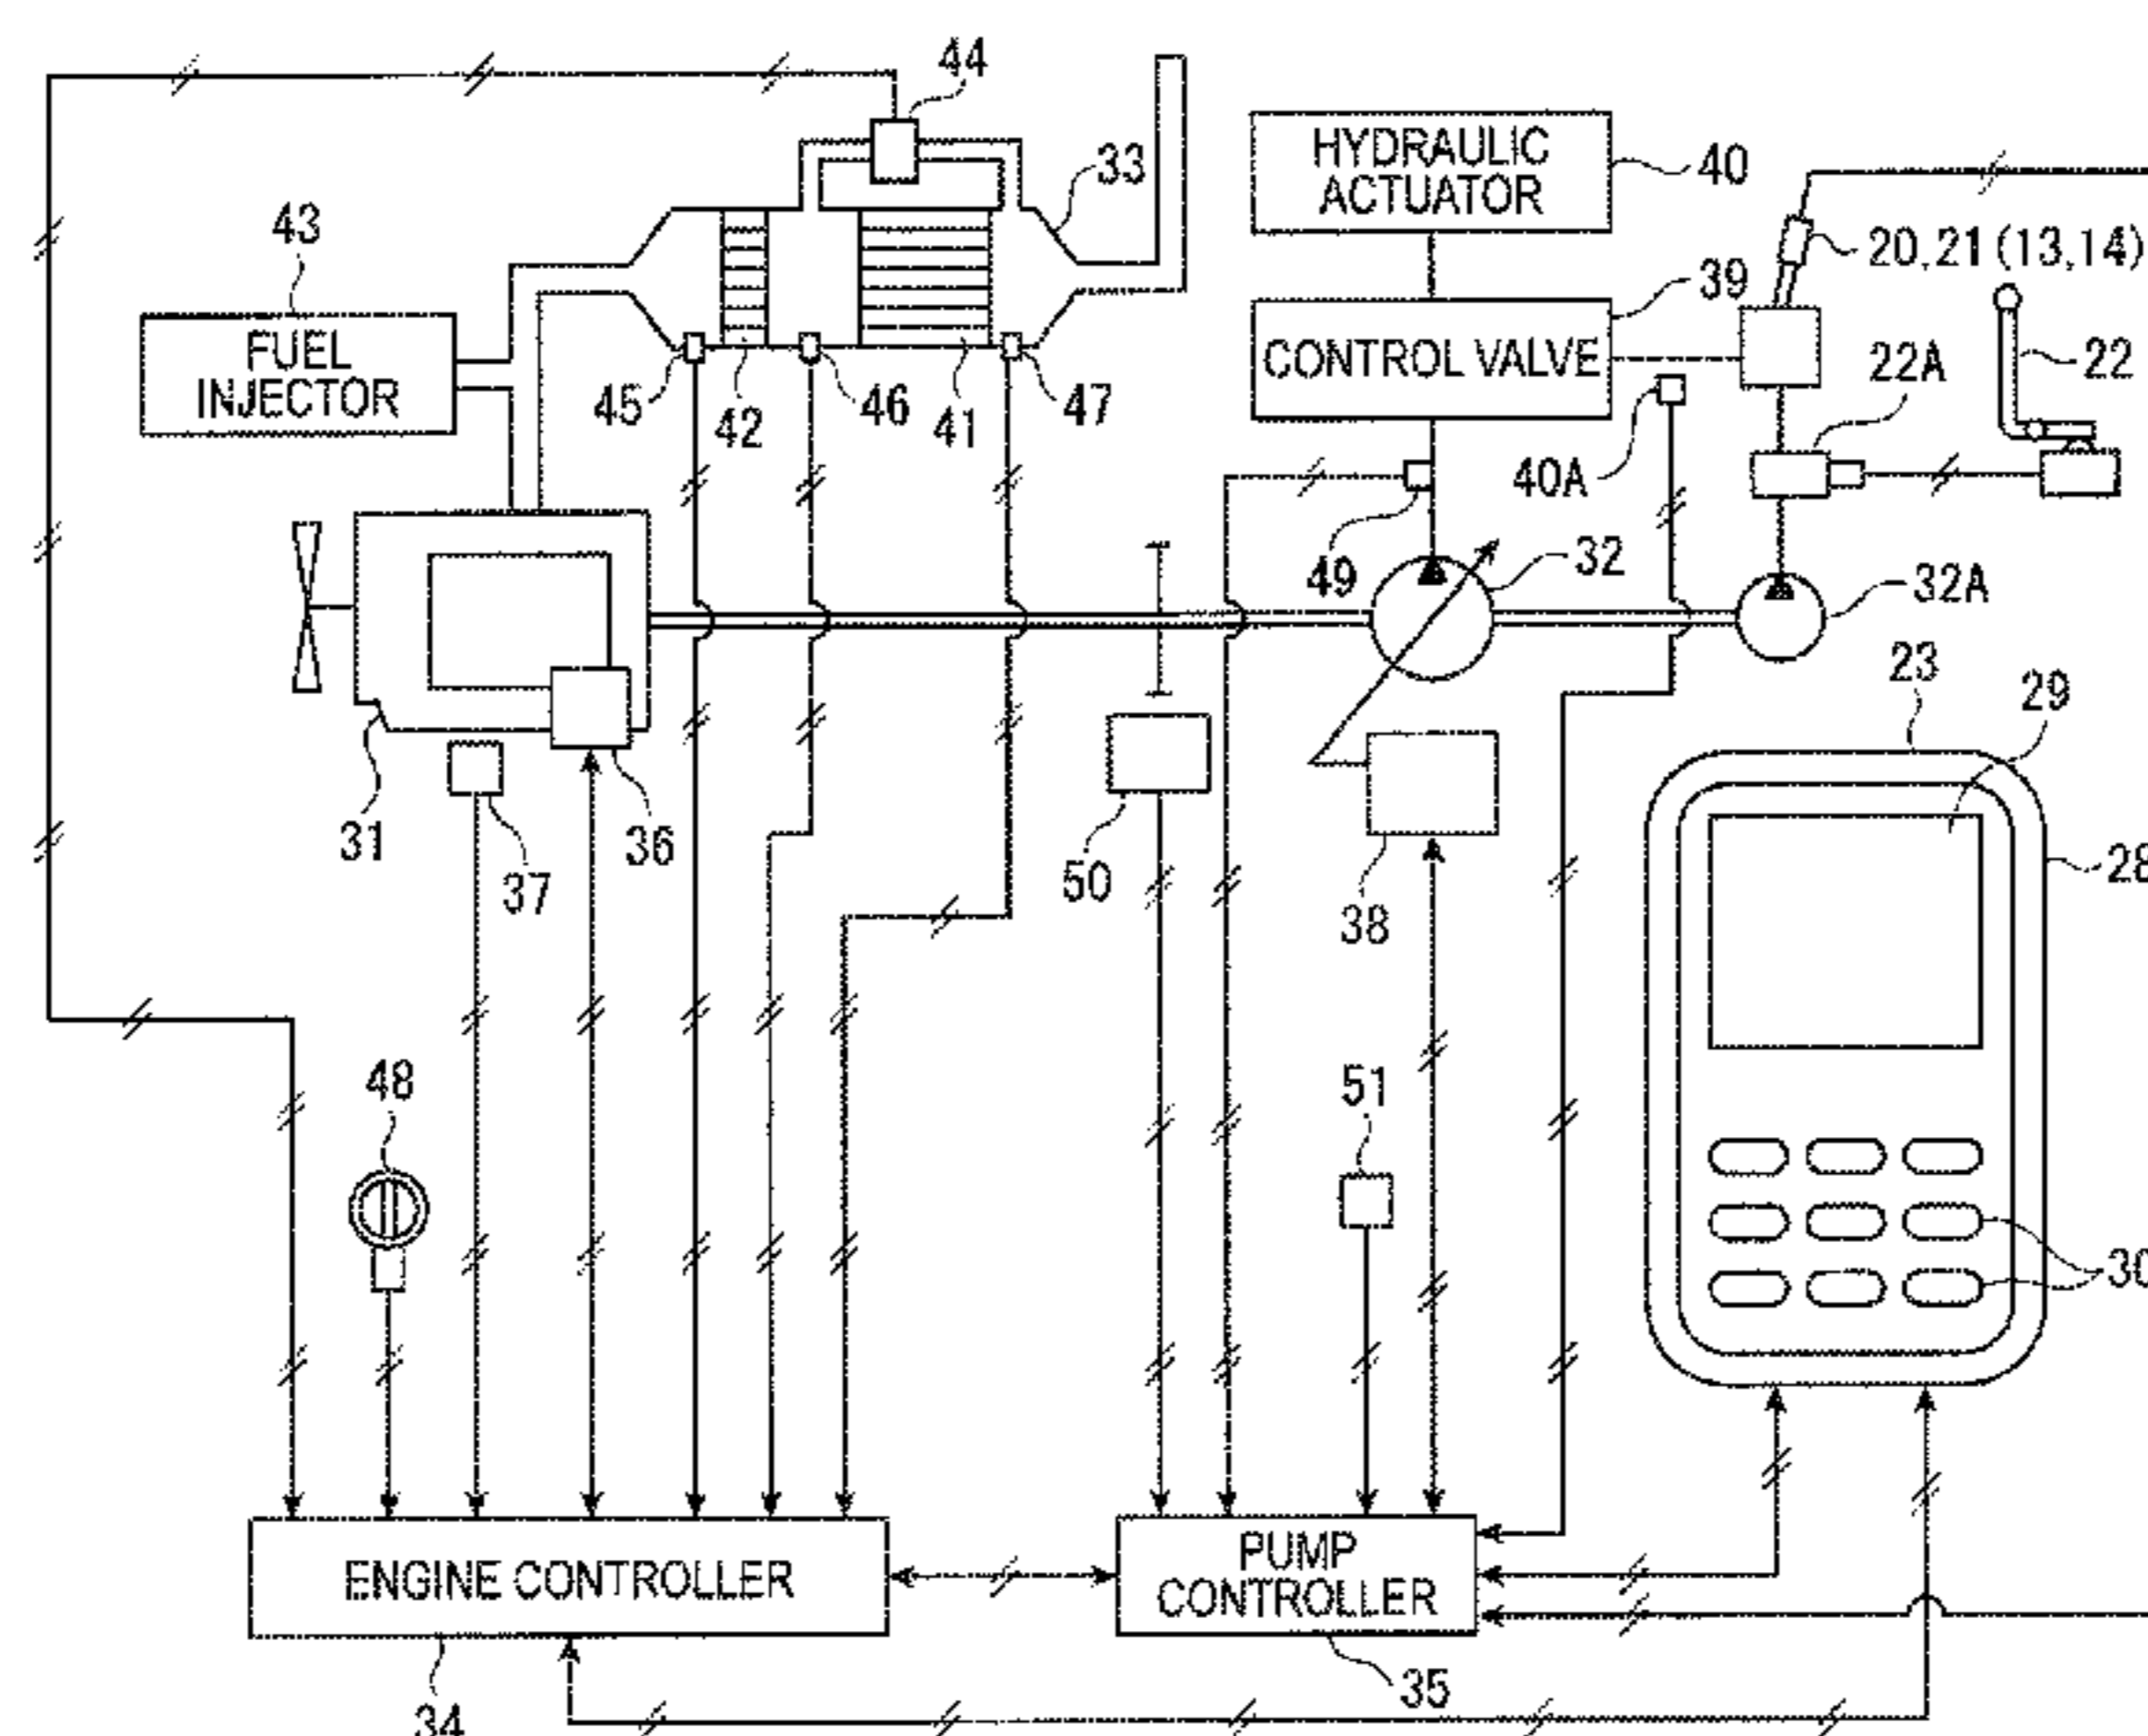 44
33
HYDRAULIC
ACTUATOR
40
20,21(13,14)
43
39
FUEL
INJECTOR
CONTROL VALVE
22A
22
45
42
46
41
47
40A
49
32
32A
23
29
31
36
37
50
38
28
48
51
30
ENGINE CONTROLLER
PUMP
CONTROLLER
34
35